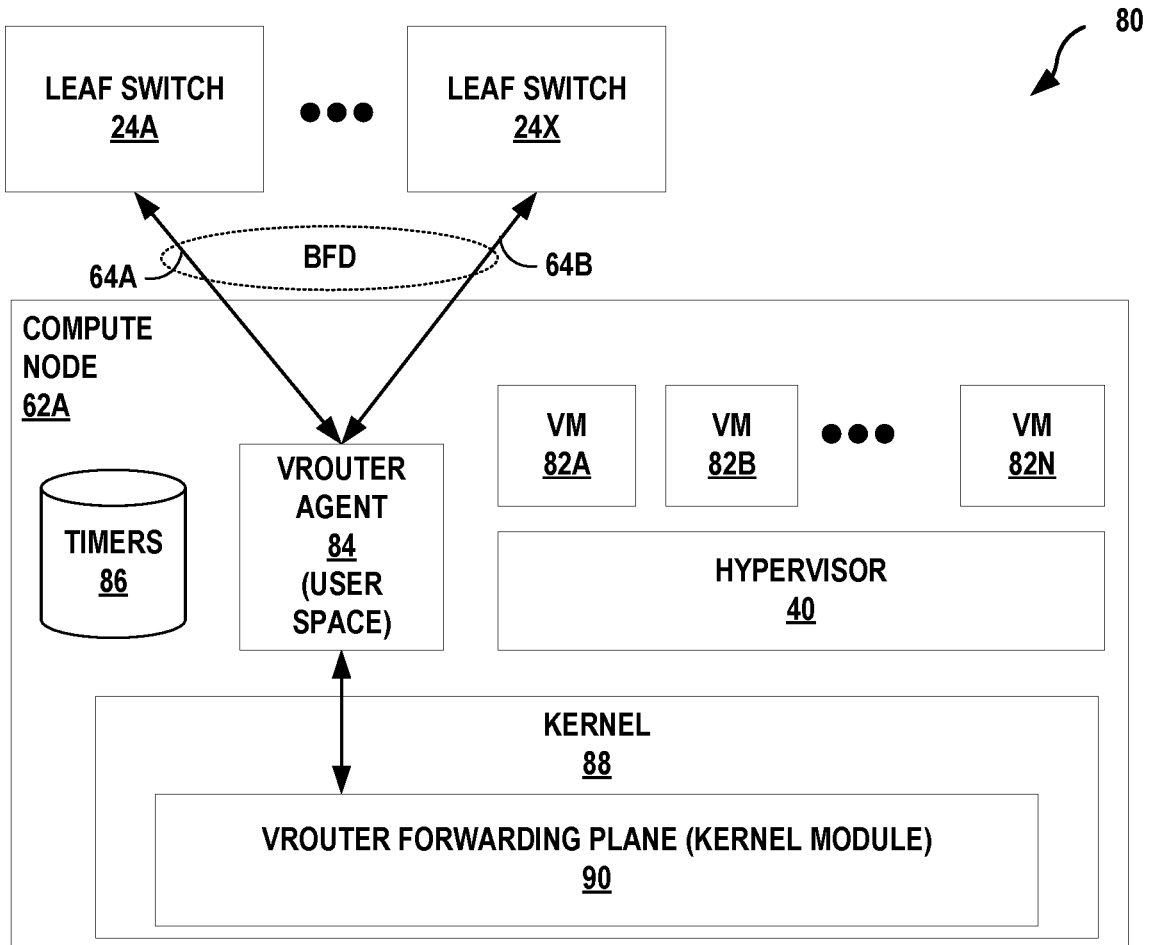 80
LEAF SWITCH
24A
LEAF SWITCH
24X
BFD
64A
64B
COMPUTE
NODE
62A
VM
82A
VM
82B
VM
82N
VROUTER
AGENT
84
(USER
SPACE)
TIMERS
86
HYPERVISOR
40
KERNEL
88
VROUTER FORWARDING PLANE (KERNEL MODULE)
90